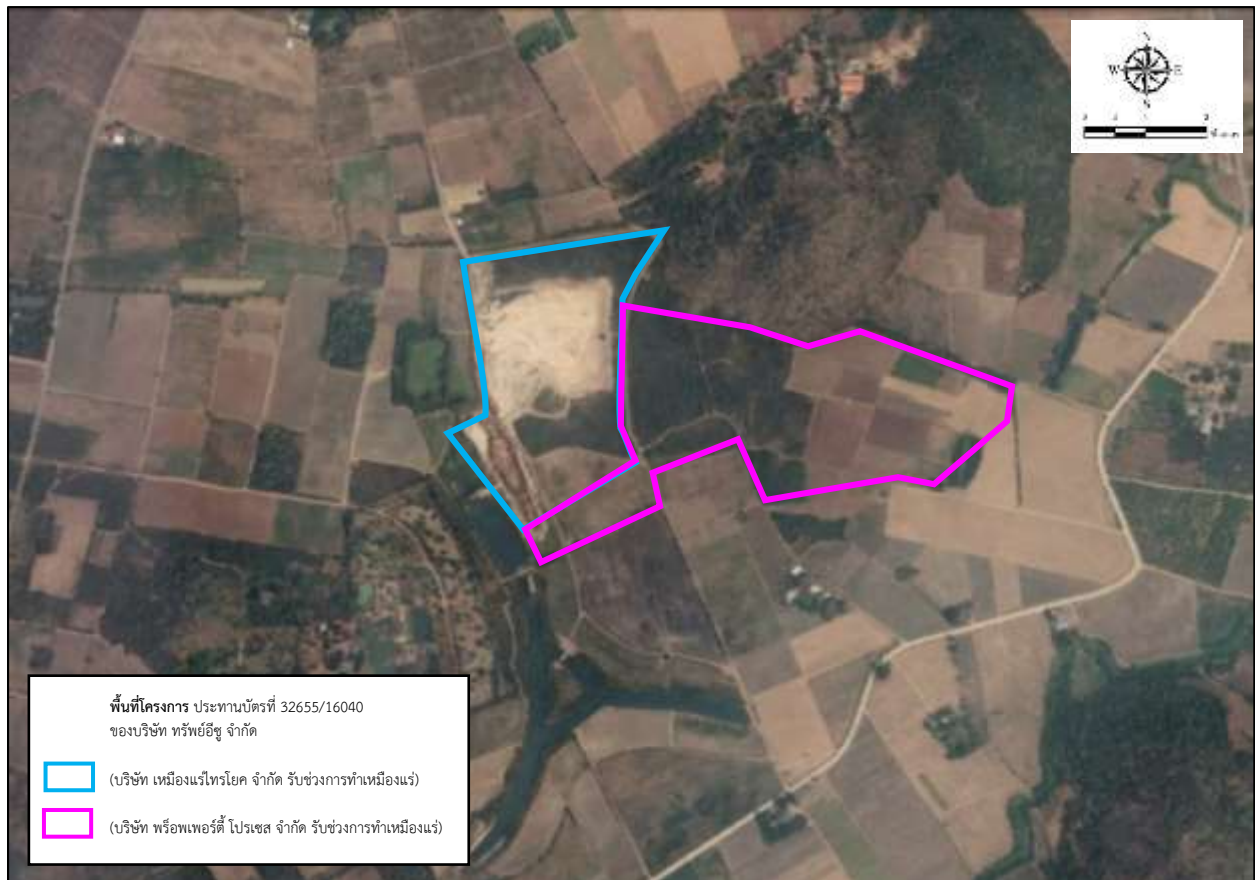 N
W E
พื้นที่โครงการ ประทานบัตรที่ 32655/16040
ของบริษัท ทรัพย์อีซู จำกัด
(บริษัท เหมืองแร่ไทรโยค จำกัด รับช่วงการทำเหมืองแร่)
(บริษัท พร็อพเพอร์ตี้ โปรเซส จำกัด รับช่วงการทำเหมืองแร่)